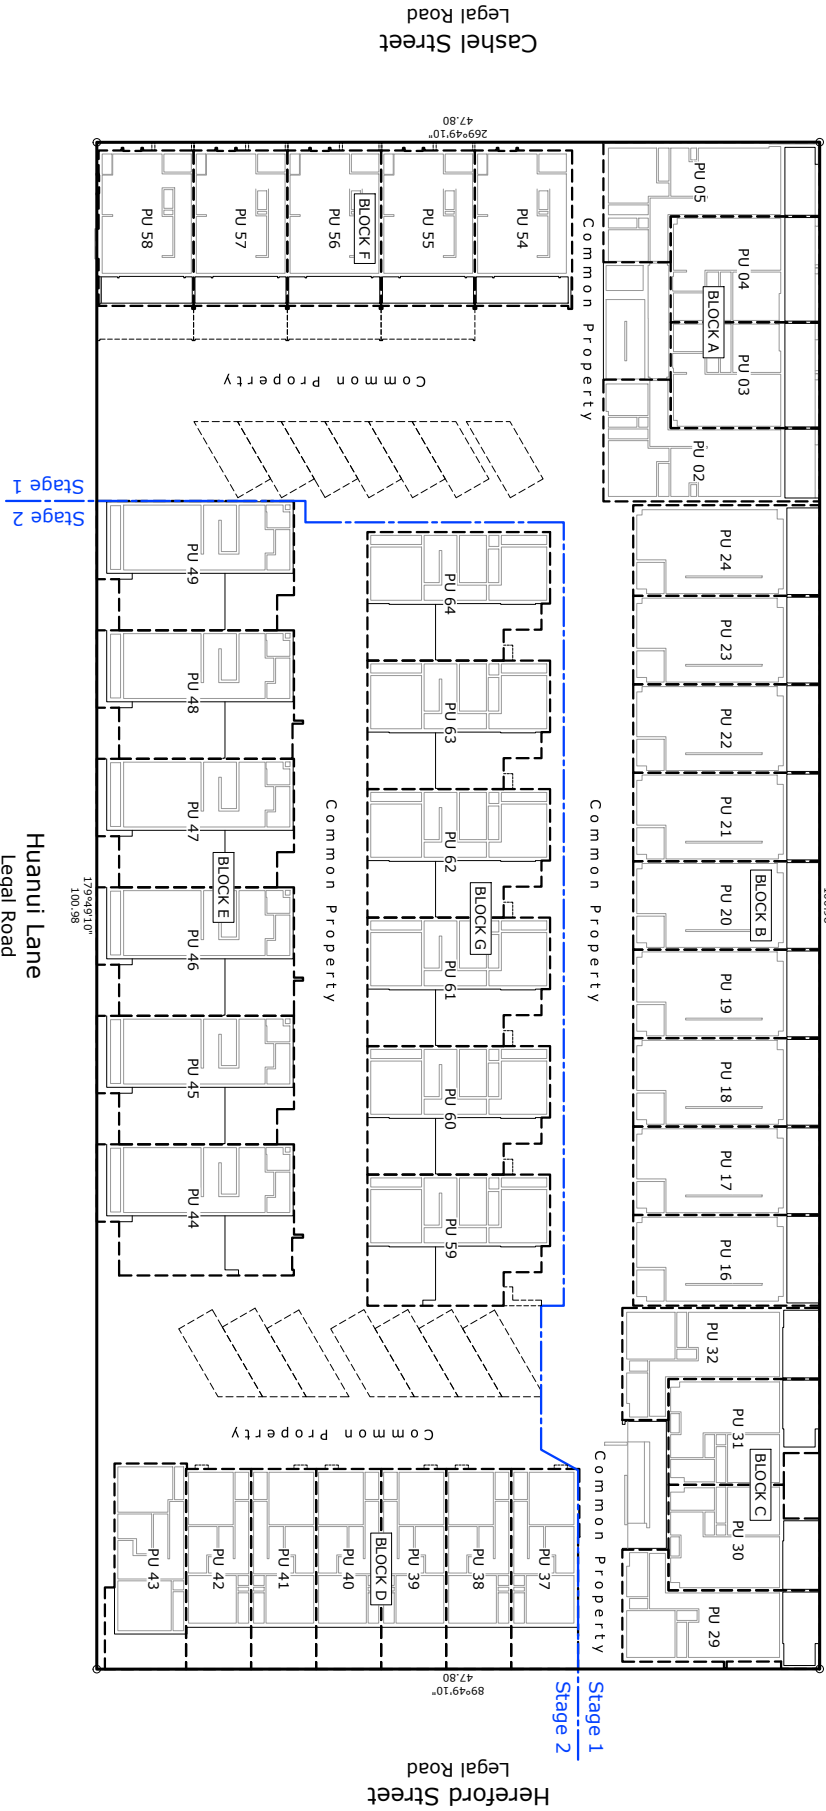 Cashel Street
Legal Road
269°49'10"
47.80
PU 05
PU 04
BLOCK A
PU 03
PU 02
PU 54
PU 55
BLOCK F
PU 56
PU 57
PU 58
Common Property
Common Property
Stage 1
Stage 2
PU 24
PU 23
PU 22
PU 21
BLOCK B
PU 20
PU 19
PU 18
PU 17
PU 16
Common Property
PU 64
PU 63
PU 62
BLOCK G
PU 61
PU 60
PU 59
Common Property
PU 49
PU 48
PU 47
BLOCK E
PU 46
PU 45
PU 44
179°49'10"
100.98
Huanui Lane
Legal Road
PU 32
PU 31
BLOCK C
PU 30
PU 29
Common Property
Common Property
PU 37
PU 38
PU 39
BLOCK D
PU 40
PU 41
PU 42
PU 43
89°49'10"
47.80
Stage 1
Stage 2
Legal Road
Hereford Street